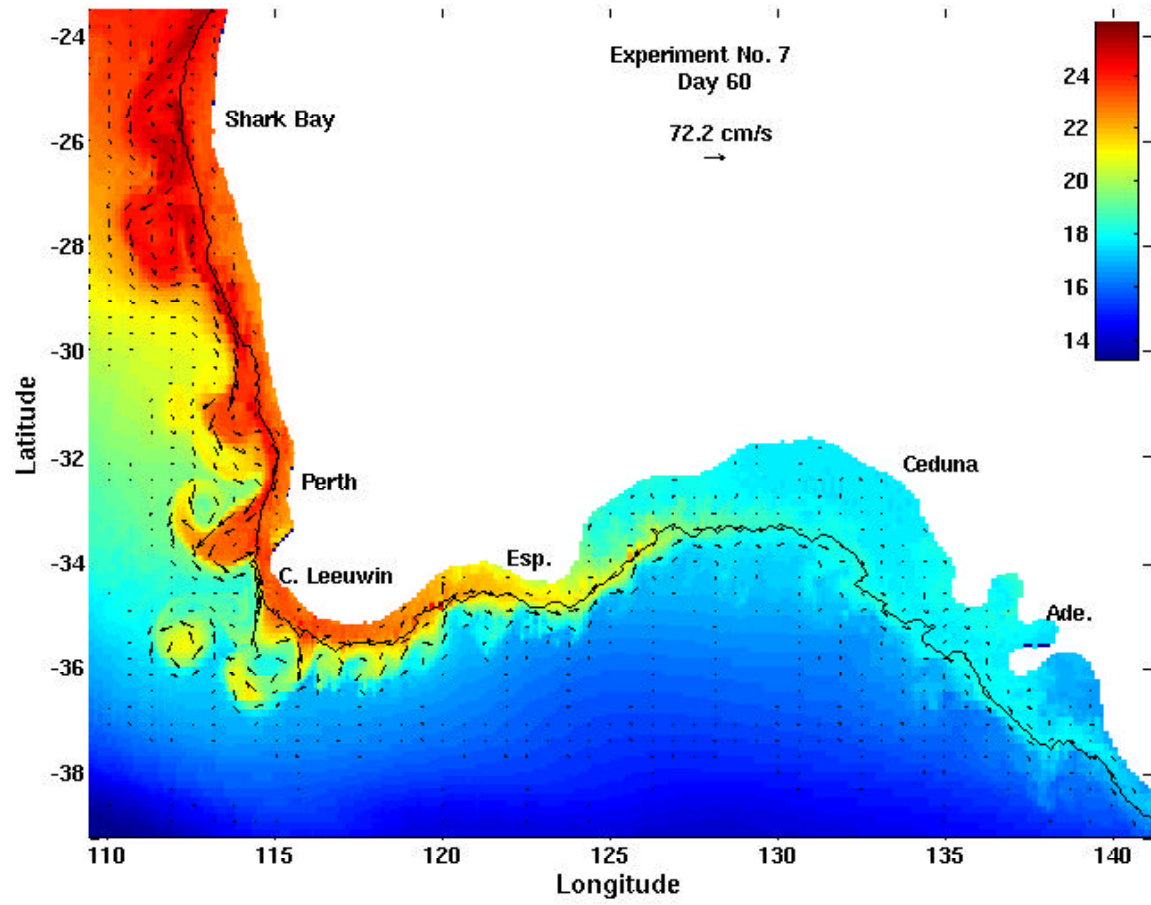 Experiment No. 7
Day 60
72.2 cm/s
Shark Bay
Perth
C. Leeuwin
Esp.
Ceduna
Ade.
24
22
20
18
16
14
-24
-26
-28
-30
-32
-34
-36
-38
Latitude
110
115
120
125
130
135
140
Longitude